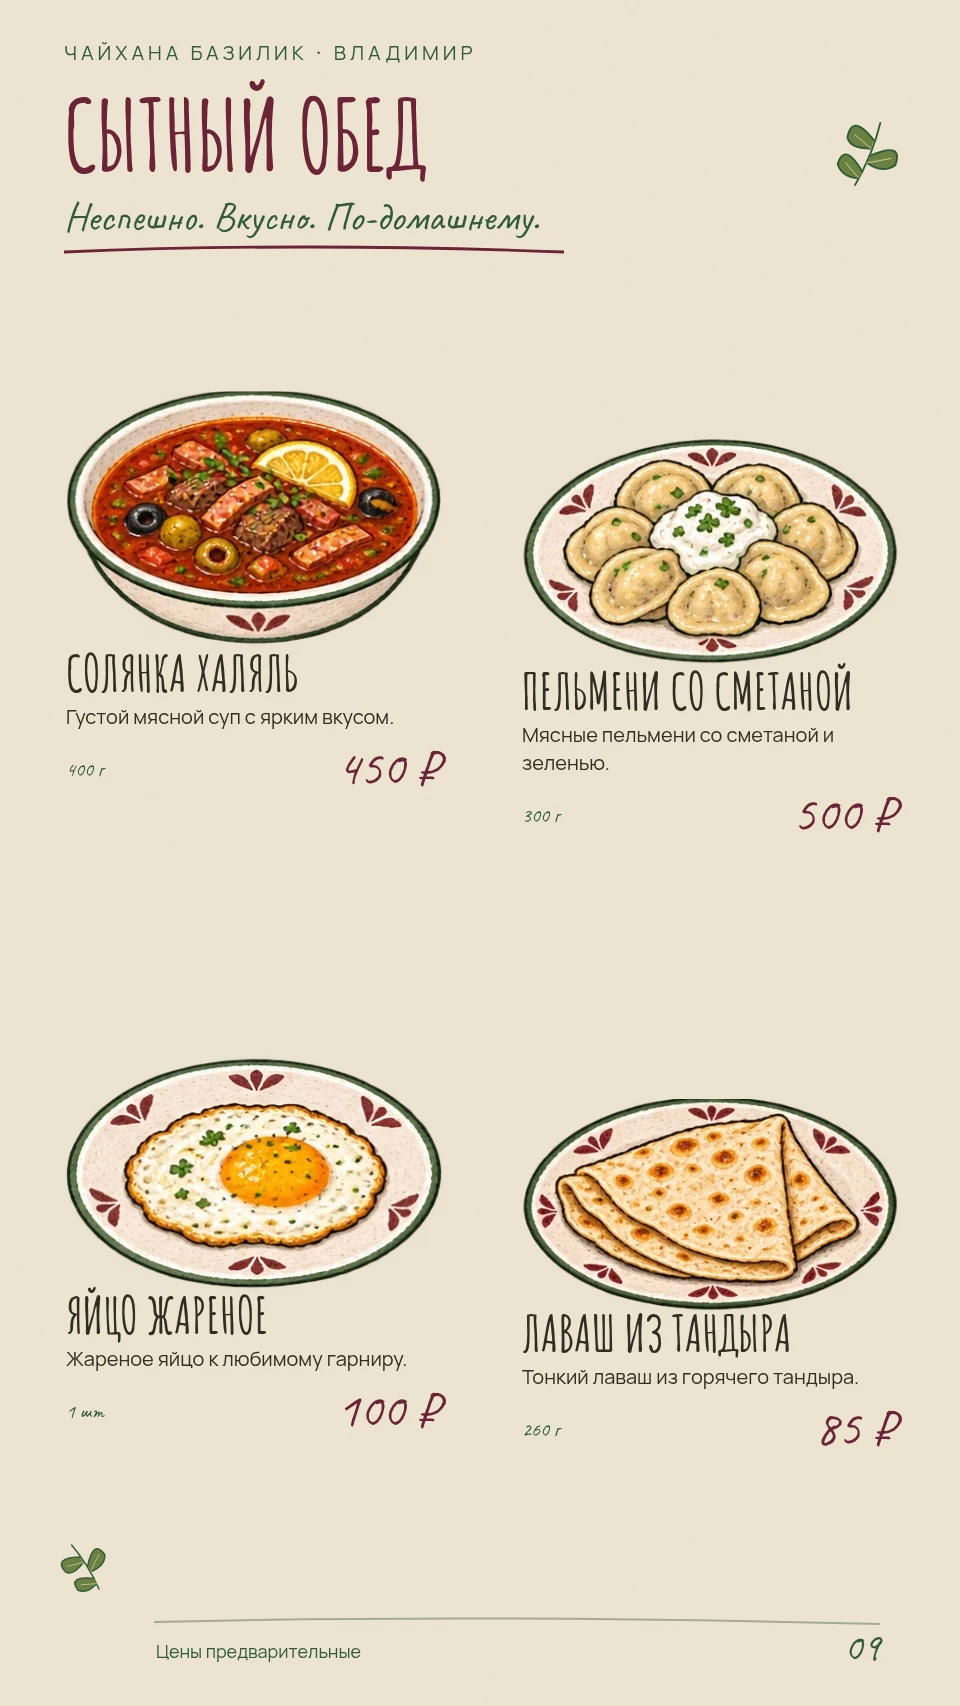 ЧАЙХАНА БАЗИЛИК · ВЛАДИМИР
СЫТНЫЙ ОБЕД
Неспешно. Вкусно. По-домашнему.
СОЛЯНКА ХАЛЯЛЬ
Густой мясной суп с ярким вкусом.
400 г
450 ₽
ПЕЛЬМЕНИ СО СМЕТАНОЙ
Мясные пельмени со сметаной и
зеленью.
300 г
500 ₽
ЯЙЦО ЖАРЕНОЕ
Жареное яйцо к любимому гарниру.
1 шт
100 ₽
ЛАВАШ ИЗ ТАНДЫРА
Тонкий лаваш из горячего тандыра.
260 г
85 ₽
Цены предварительные
09